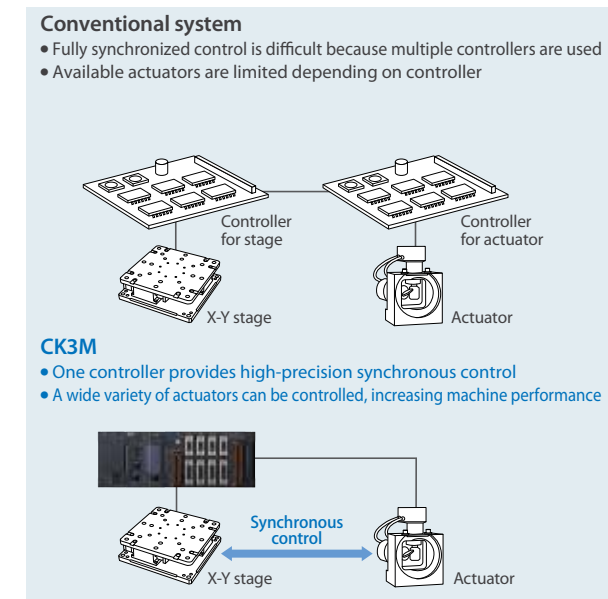 Conventional system
● Fully synchronized control is difficult because multiple controllers are used
● Available actuators are limited depending on controller
Controller
for stage
Controller
for actuator
X-Y stage
Actuator
CK3M
● One controller provides high-precision synchronous control
● A wide variety of actuators can be controlled, increasing machine performance
Synchronous
control
X-Y stage
Actuator